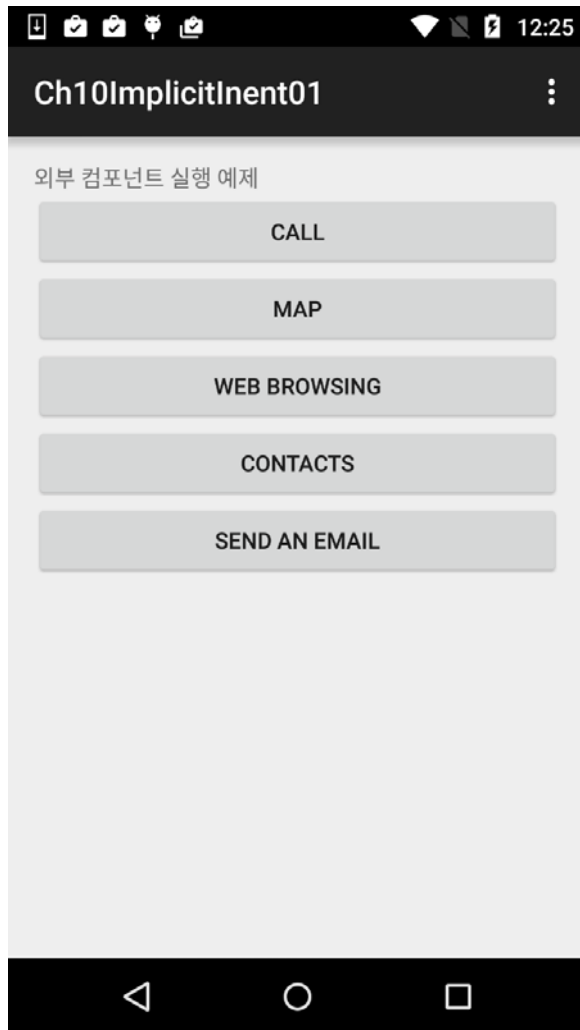 12:25
Ch10ImplicitInent01
외부 컴포넌트 실행 예제
CALL
MAP
WEB BROWSING
CONTACTS
SEND AN EMAIL